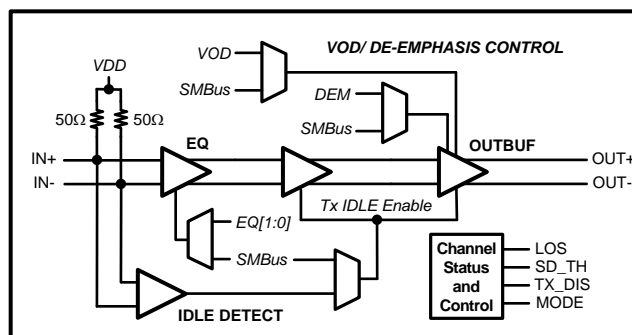 VOD
VOD/ DE-EMPHASIS CONTROL
VDD
SMBus
DEM
50Ω
50Ω
SMBus
EQ
OUTBUF
IN+
OUT+
IN-
OUT-
Tx IDLE Enable
EQ[1:0]
SMBus
Channel
Status
and
Control
LOS
SD_TH
TX_DIS
MODE
IDLE DETECT